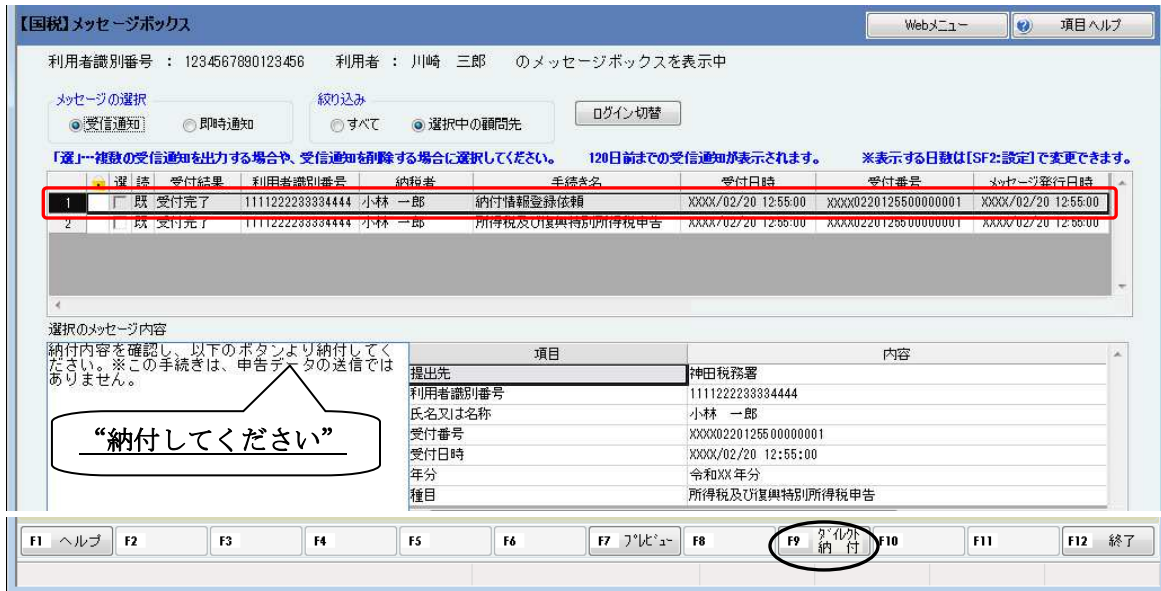 【国税】メッセージボックス
Webメニュー
項目ヘルプ
利用者識別番号 : 1234567890123456 利用者 : 川崎 三郎 のメッセージボックスを表示中
メッセージの選択
絞り込み
受信通知
即時通知
すべて
選択中の顧問先
ログイン切替
「選」…複数の受信通知を出力する場合や、受信通知を削除する場合に選択してください。 120日前までの受信通知が表示されます。 ※表示する日数は[SF2:設定]で変更できます。
選 読 受付結果 利用者識別番号 納税者 手続き名 受付日時 受付番号 メッセージ発行日時
1 既 受付完了 1111222233334444 小林 一郎 納付情報登録依頼 XXXX/02/20 12:55:00 XXXX0220125500000001 XXXX/02/20 12:55:00
2 既 受付完了 1111222233334444 小林 一郎 所得税及び復興特別所得税申告 XXXX/02/20 12:55:00 XXXX0220125500000001 XXXX/02/20 12:55:00
選択のメッセージ内容
納付内容を確認し、以下のボタンより納付してく
ださい。※この手続きは、申告データの送信では
ありません。
“納付してください”
項目 内容
提出先 神田税務署
利用者識別番号 1111222233334444
氏名又は名称 小林 一郎
受付番号 XXXX0220125500000001
受付日時 XXXX/02/20 12:55:00
年分 令和XX年分
種目 所得税及び復興特別所得税申告
F1 ヘルプ F2 F3 F4 F5 F6 F7 プレビュー F8 F9 ダイレクト納付 F10 F11 F12 終了